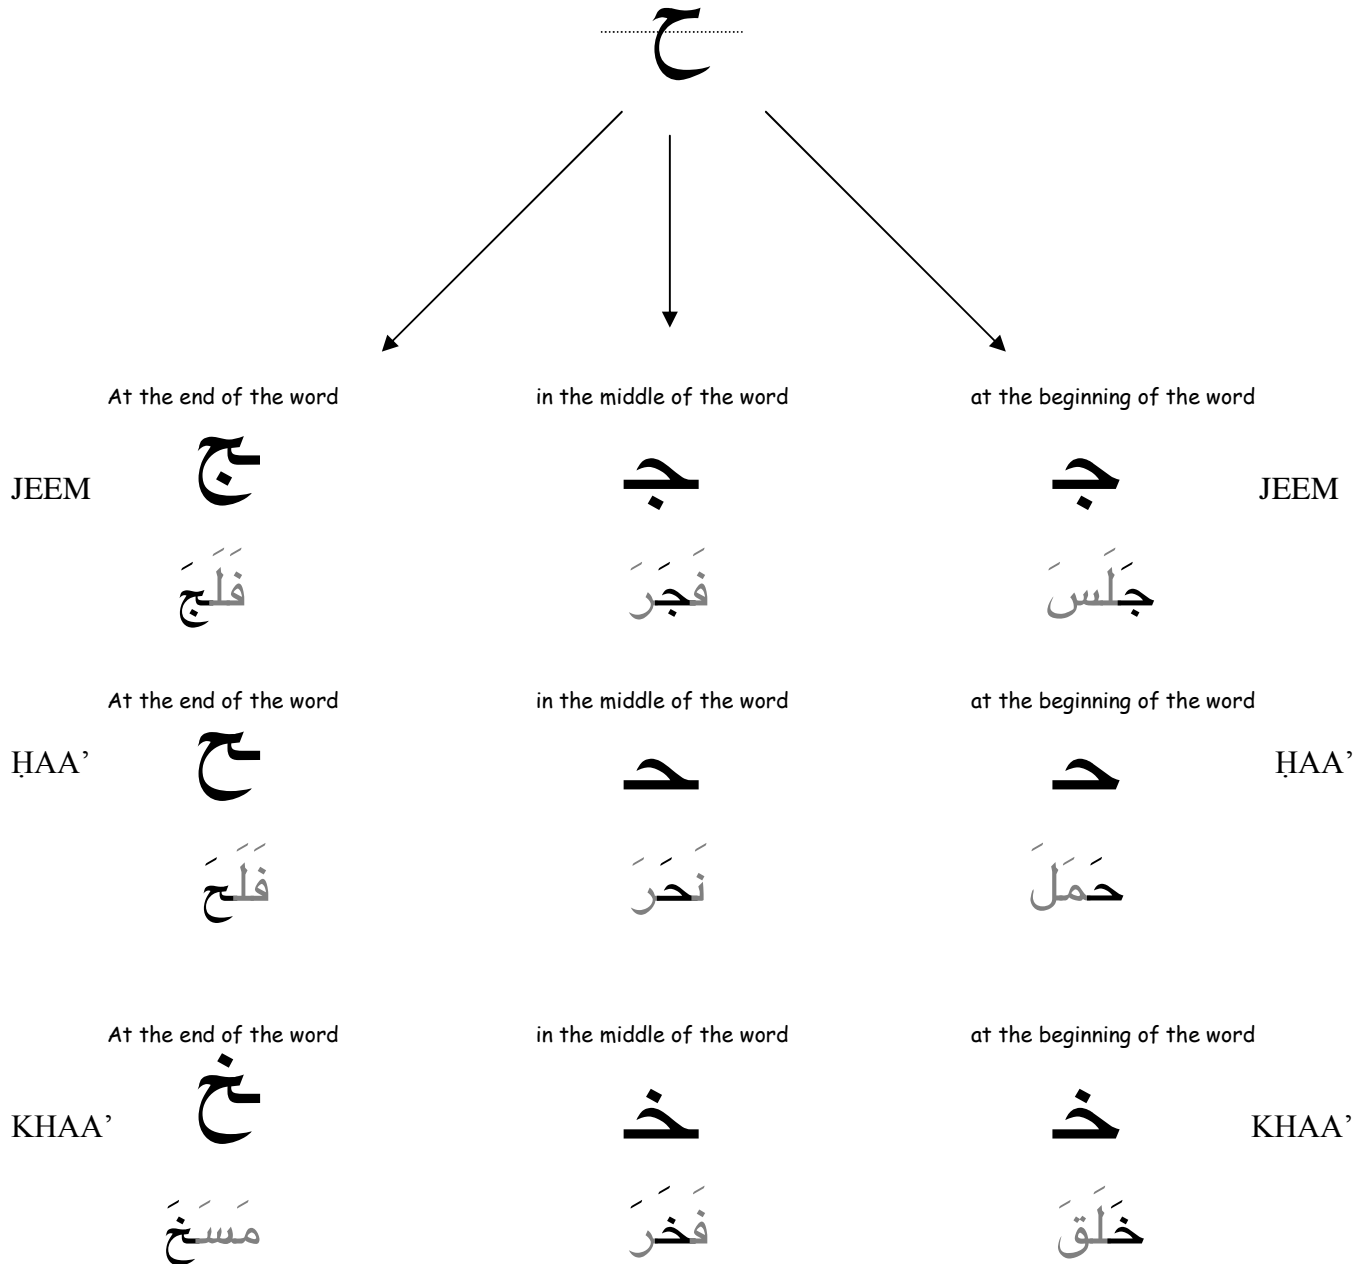 ح
At the end of the word in the middle of the word at the beginning of the word
JEEM ـج ـجـ جـ JEEM
فَلَجَ فَجَرَ جَلَسَ
At the end of the word in the middle of the word at the beginning of the word
ḤAA’ ـح ـحـ حـ ḤAA’
فَلَحَ نَحَرَ حَمَلَ
At the end of the word in the middle of the word at the beginning of the word
KHAA’ ـخ ـخـ خـ KHAA’
مَسَخَ فَخَرَ خَلَقَ